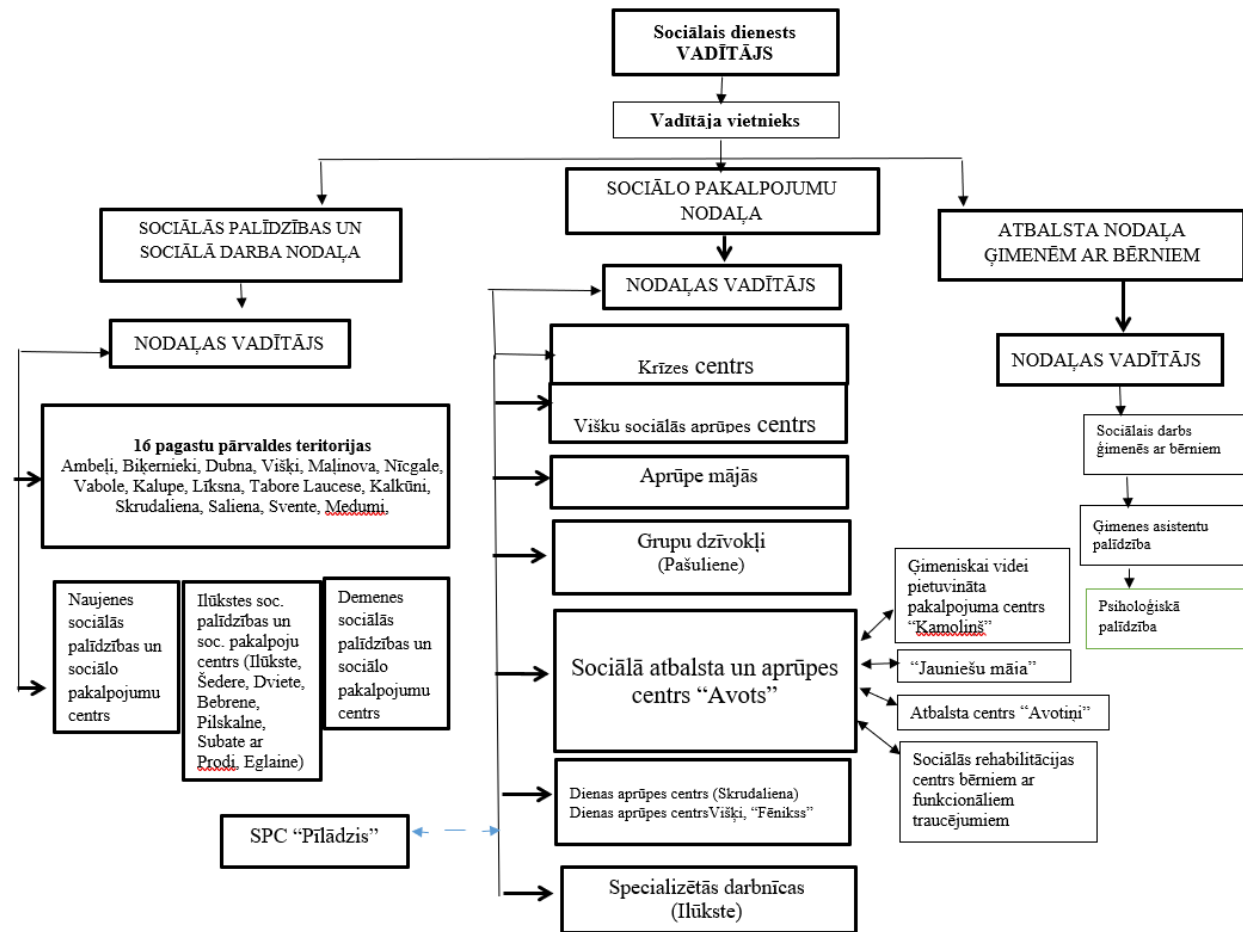 Sociālais dienests
VADĪTĀJS
Vadītāja vietnieks
SOCIĀLĀS PALĪDZĪBAS UN
SOCIĀLĀ DARBA NODAĻA
NODAĻAS VADĪTĀJS
16 pagastu pārvaldes teritorijas
Ambeļi, Biķernieki, Dubna, Višķi, Maļinova, Nīcgale,
Vabole, Kalupe, Līksna, Tabore Laucese, Kalkūni,
Skrudaliena, Saliena, Svente, Medumi,
Naujenes
sociālās
palīdzības un
sociālo
pakalpojumu
centrs
Ilūkstes soc.
palīdzības un
soc. pakalpoju
centrs (Ilūkste,
Šedere, Dviete,
Bebrene,
Pilskalne,
Subate ar
Prodi, Eglaine)
Demenes
sociālās
palīdzības un
sociālo
pakalpojumu
centrs
SPC “Pīlādzis”
SOCIĀLO PAKALPOJUMU
NODAĻA
NODAĻAS VADĪTĀJS
Krīzes centrs
Višku sociālās aprūpes centrs
Aprūpe mājās
Grupu dzīvokļi
(Pašuliene)
Sociālā atbalsta un aprūpes
centrs “Avots”
Dienas aprūpes centrs (Skrudaliena)
Dienas aprūpes centrsVišķi, “Fēnikss”
Specializētās darbnīcas
(Ilūkste)
Ģimeniskai videi
pietuvināta
pakalpojuma centrs
“Kamoliņš”
“Jauniešu māja”
Atbalsta centrs “Avotiņi”
Sociālās rehabilitācijas
centrs bērniem ar
funkcionāliem
traucējumiem
ATBALSTA NODAĻA
ĢIMENĒM AR BĒRNIEM
NODAĻAS VADĪTĀJS
Sociālais darbs
ģimenēs ar bērniem
Ģimenes asistentu
palīdzība
Psiholoģiskā
palīdzība